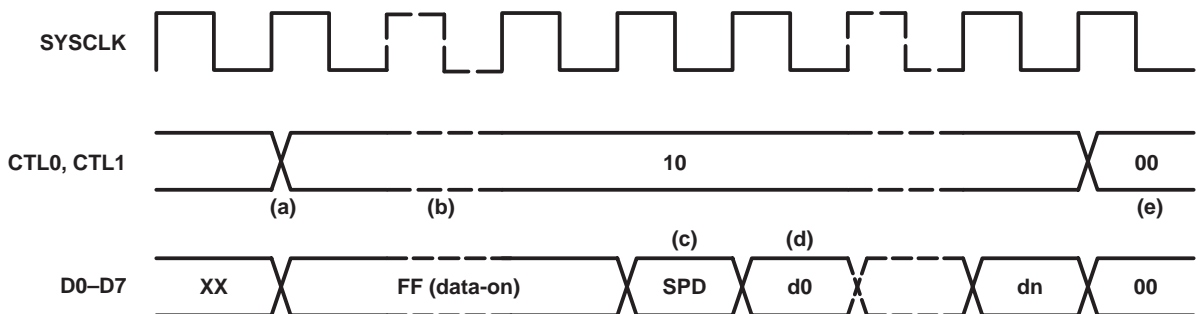 SYSCLK
CTL0, CTL1
10
00
(a)
(b)
(e)
(c)
(d)
D0–D7
XX
FF (data-on)
SPD
d0
dn
00